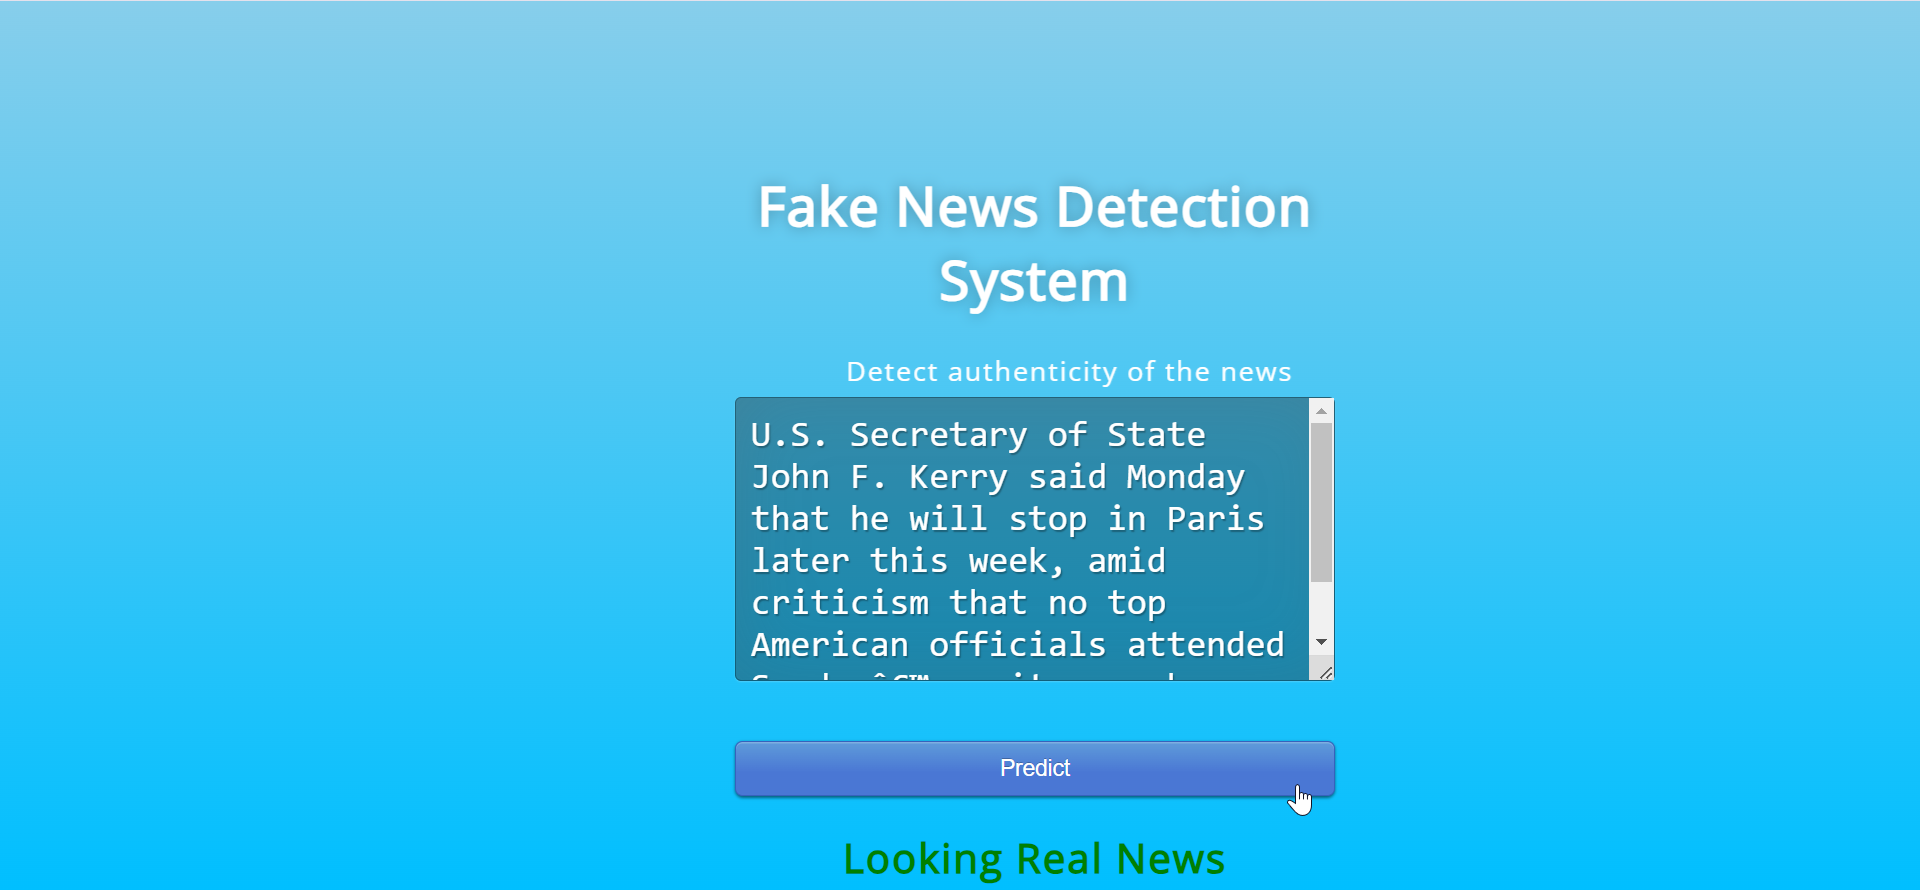 Fake News Detection
System
Detect authenticity of the news
U.S. Secretary of State
John F. Kerry said Monday
that he will stop in Paris
later this week, amid
criticism that no top
American officials attended
Predict
Looking Real News